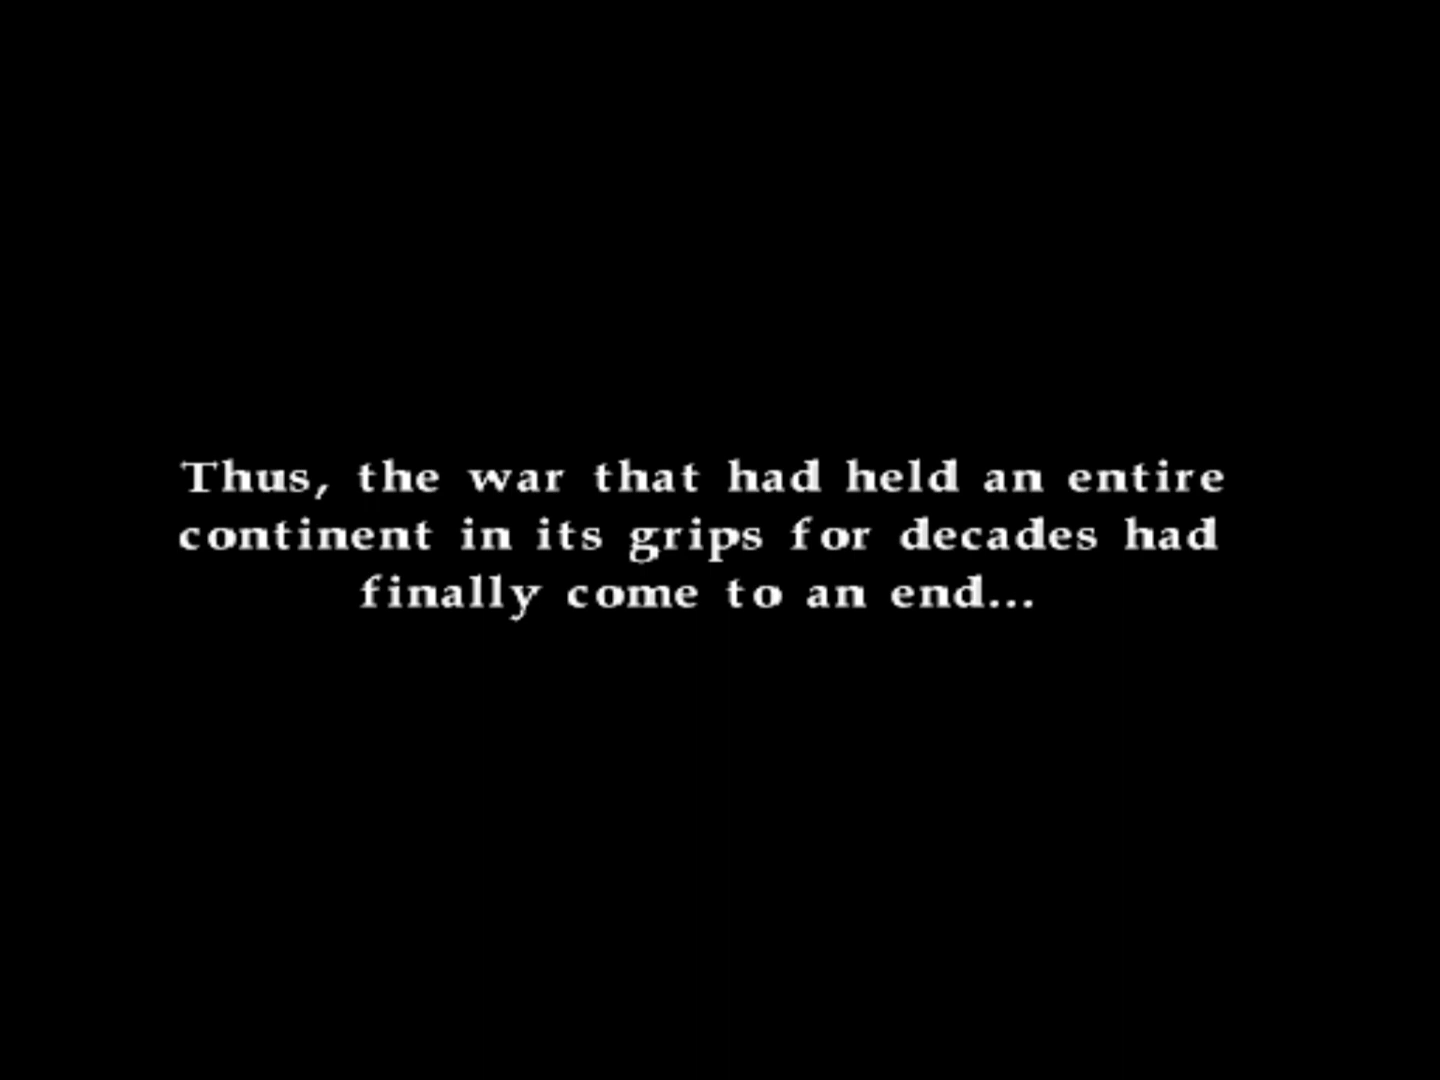 Thus, the war that had held an entire
continent in its grips for decades had
finally come to an end...